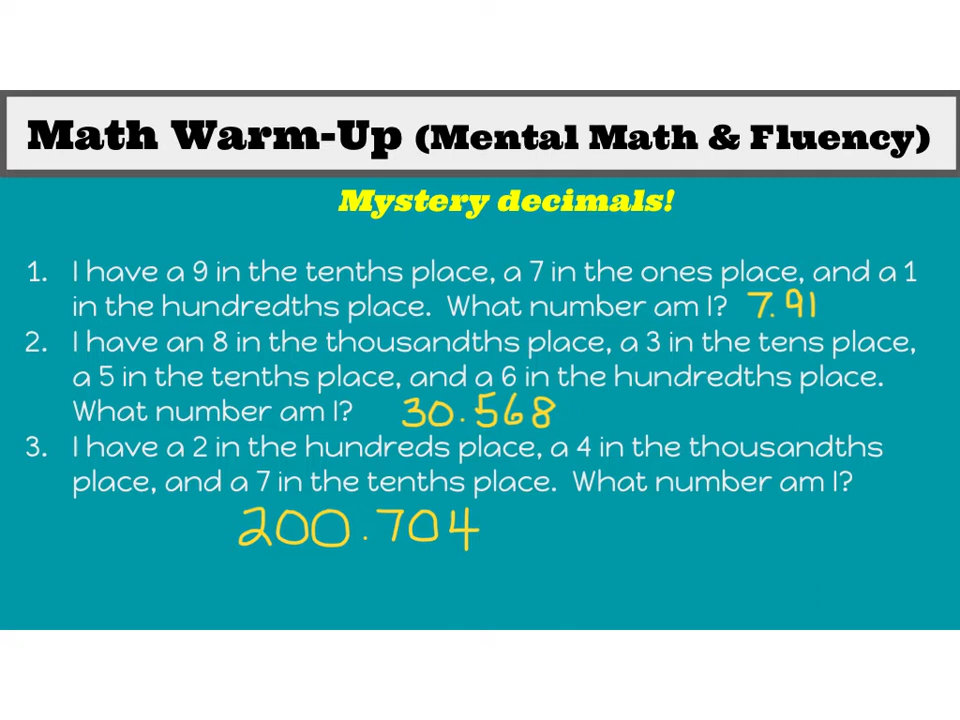 Math Warm-Up (Mental Math & Fluency)
Mystery decimals!
1. I have a 9 in the tenths place, a 7 in the ones place, and a 1
in the hundredths place. What number am I? 7.91
2. I have an 8 in the thousandths place, a 3 in the tens place,
a 5 in the tenths place, and a 6 in the hundredths place.
What number am I? 30.568
3. I have a 2 in the hundreds place, a 4 in the thousandths
place, and a 7 in the tenths place. What number am I?
200.704